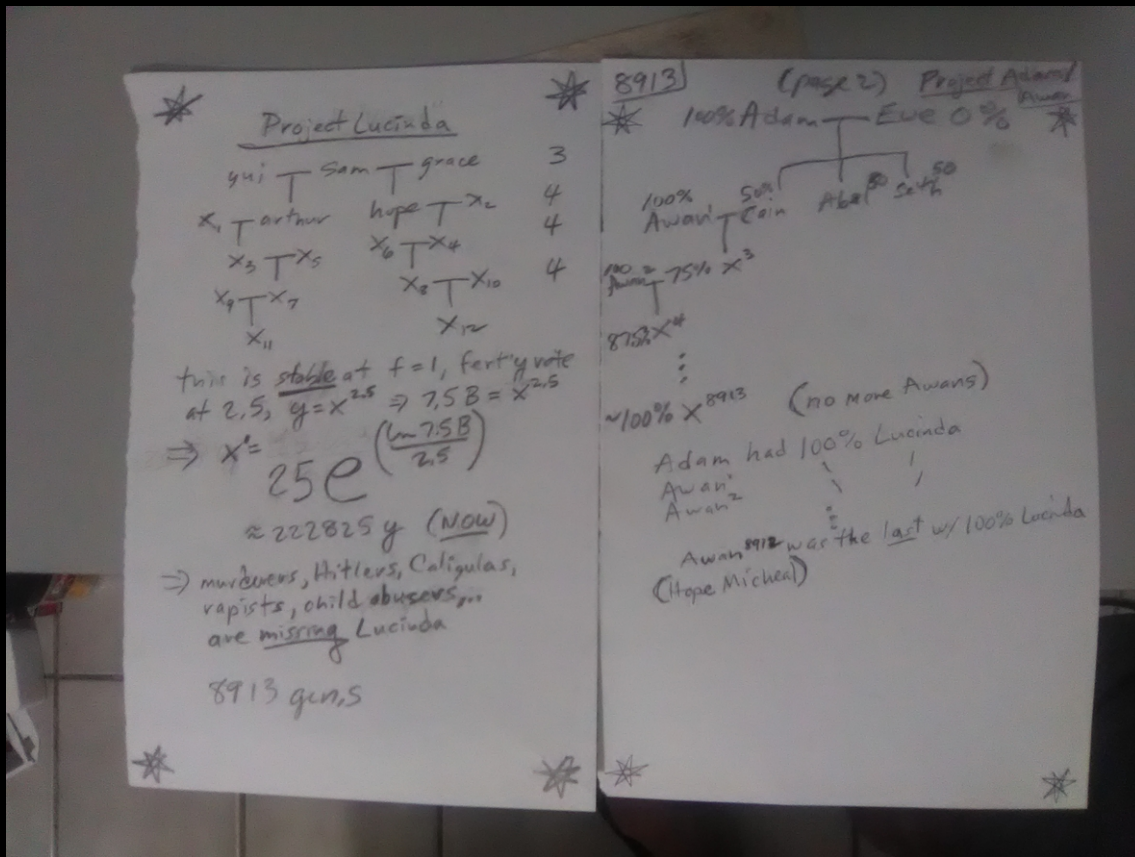 Project Lucinda
yui T Sam T grace 3
x₁ T arthur hope T x₂ 4
x₃ T x₅ x₆ T x₄ 4
x₉ T x₇ x₈ T x₁₀ 4
x₁₁ x₁₂
this is stable at f=1, fert'y rate
at 2.5, y=x^2.5 ⇒ 7.5B = x^2.5
⇒ x'=
25e^(ln 7.5B / 2.5)
≈ 222825 y (NOW)
⇒ murderers, Hitlers, Caligulas,
rapists, child abusers,...
are missing Lucinda
8913 gen,s
8913 (page 2) Project Adam/
Awan
100% Adam T Eve 0%
100% 50% 50 50
Awan' T Cain Abel Seth
100 Awan² T 75% x³
87.5% x⁴
~100% x^8913 (no more Awans)
Adam had 100% Lucinda
Awan'
Awan²
Awan^8912 was the last w/ 100% Lucinda
(Hope Micheal)